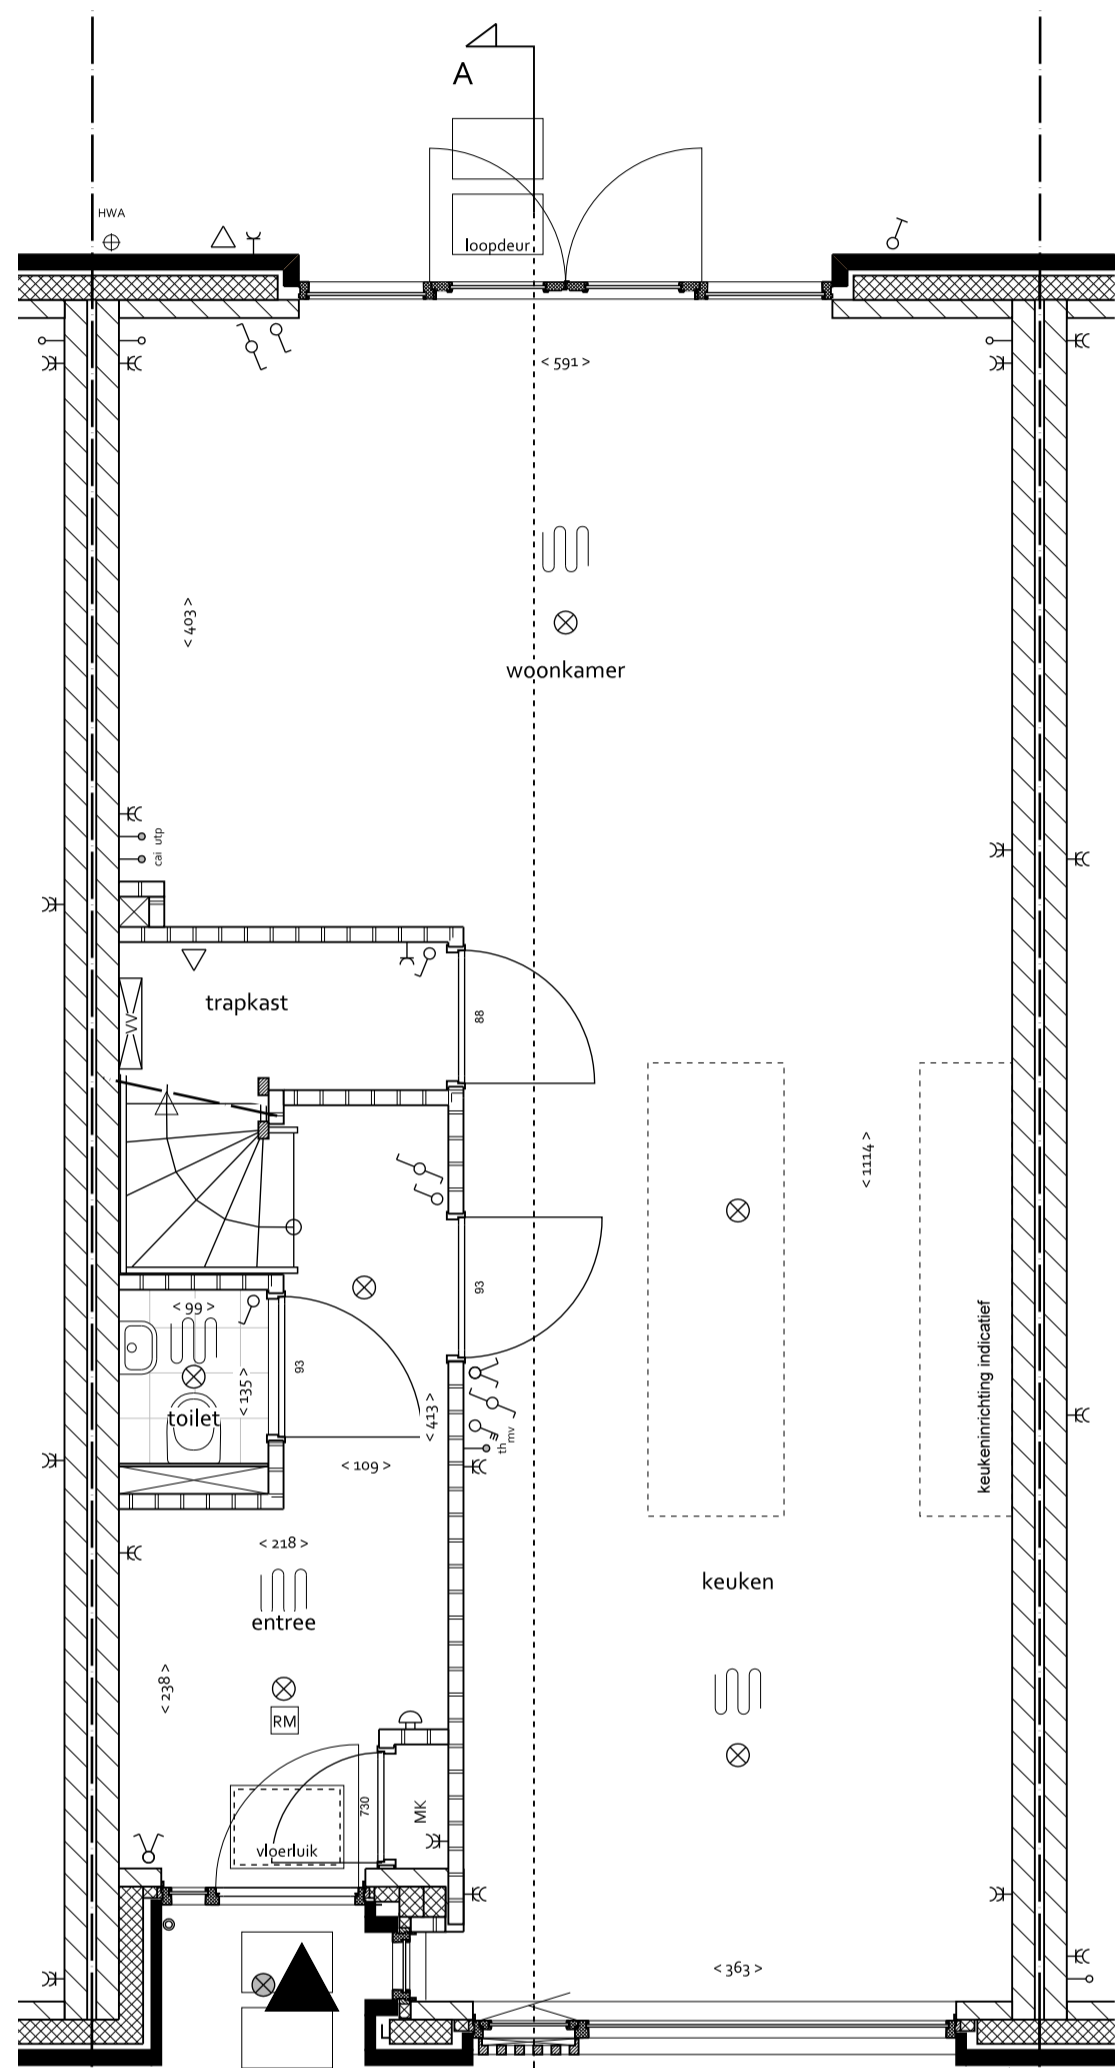 A
HWA
loopdeur
< 591 >
< 403 >
woonkamer
cai utp
trapkast
VV
88
< 1114 >
93
< 99 >
< 135 >
93
toilet
< 413 >
th mv
keukeninrichting indicatief
< 109 >
< 218 >
entree
keuken
< 238 >
RM
730
MK
vloerluik
< 363 >